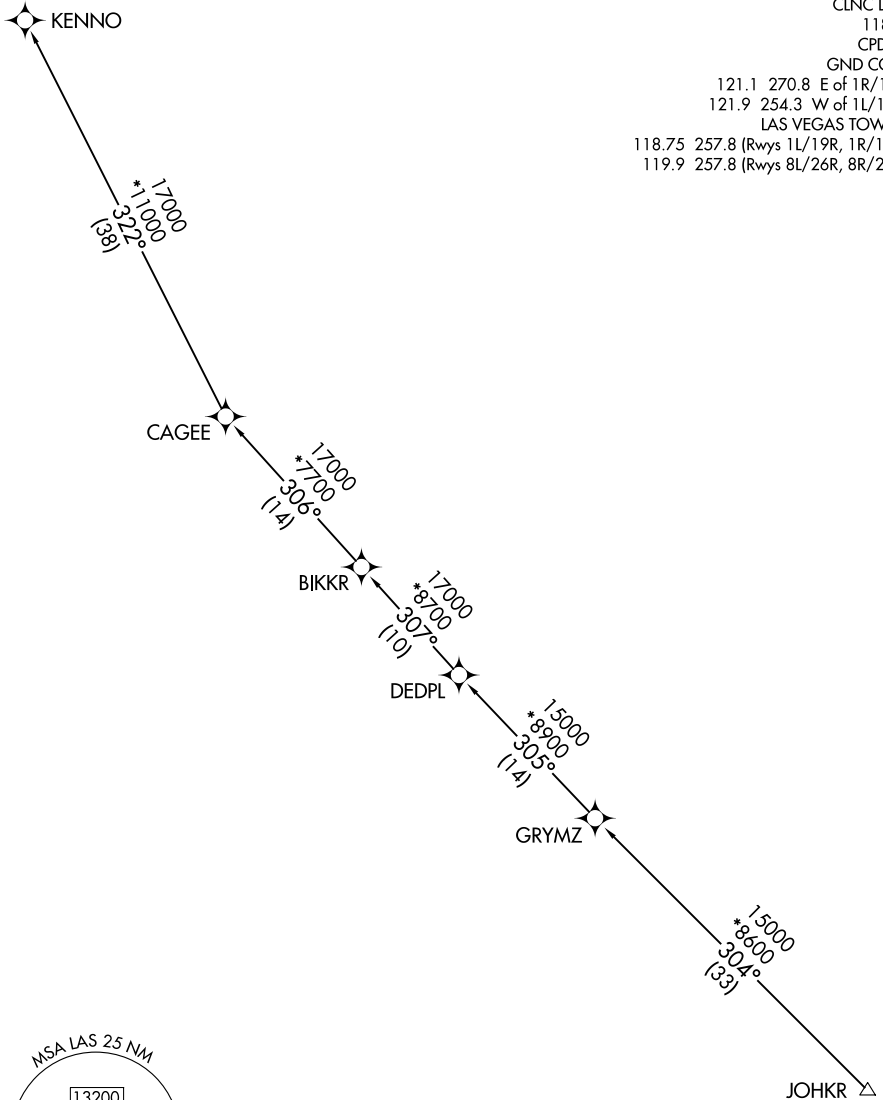 KENNO
CLNC
118
CPD
GND CO
121.1 270.8 E of 1R/1
121.9 254.3 W of 1L/1
LAS VEGAS TOW
118.75 257.8 (Rwys 1L/19R, 1R/1
119.9 257.8 (Rwys 8L/26R, 8R/2
17000
*11000
322°
(38)
CAGEE
17000
*7700
306°
(14)
BIKKR
17000
*8700
307°
(10)
DEDPL
15000
*8900
305°
(14)
GRYMZ
15000
*8600
304°
(33)
JOHKR
MSA LAS 25 NM
13200